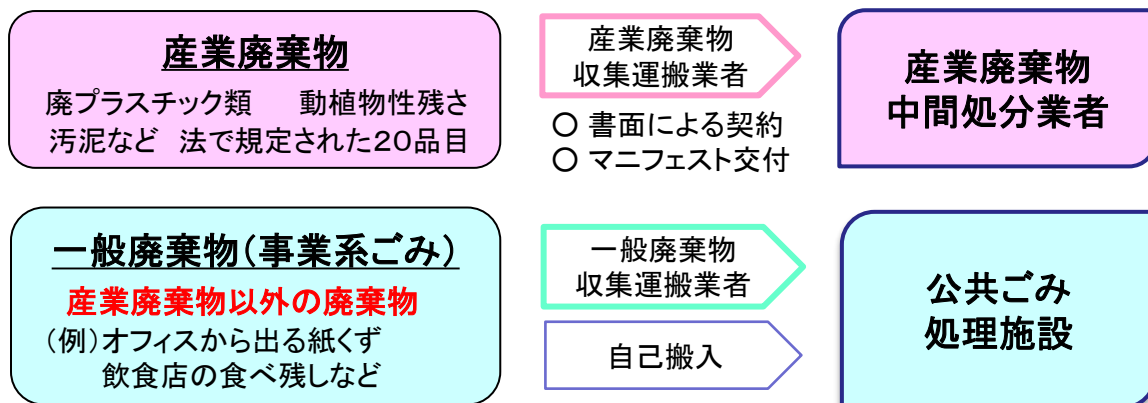 産業廃棄物
廃プラスチック類　動植物性残さ
汚泥など　法で規定された20品目
産業廃棄物
収集運搬業者
○ 書面による契約
○ マニフェスト交付
産業廃棄物
中間処分業者
一般廃棄物(事業系ごみ)
産業廃棄物以外の廃棄物
(例)オフィスから出る紙くず
飲食店の食べ残しなど
一般廃棄物
収集運搬業者
自己搬入
公共ごみ
処理施設